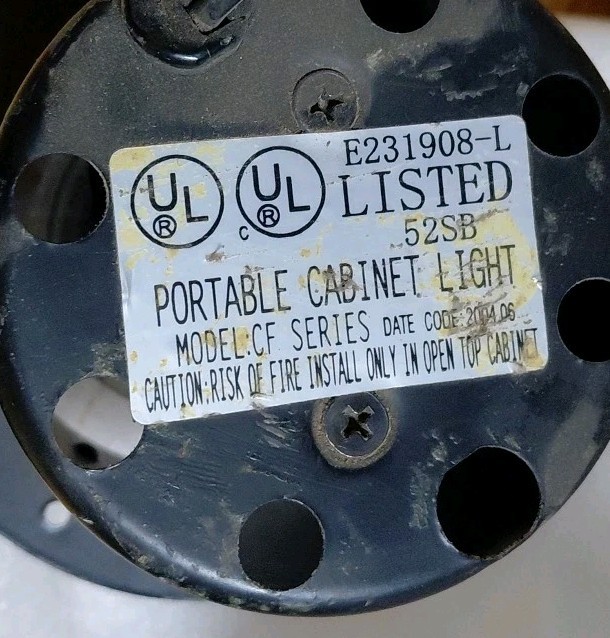 UL ® c UL ® E231908-L
LISTED
52SB
PORTABLE CABINET LIGHT
MODEL:CF SERIES DATE CODE:2004.06
CAUTION:RISK OF FIRE INSTALL ONLY IN OPEN TOP CABINET